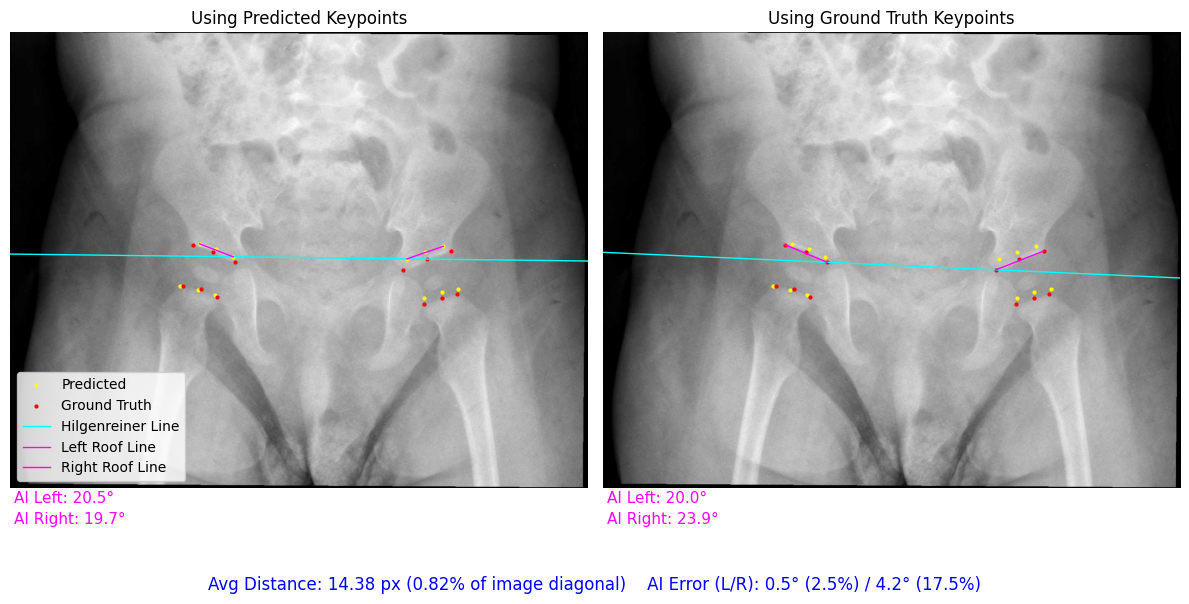 Using Predicted Keypoints
Using Ground Truth Keypoints
Predicted
Ground Truth
Hilgenreiner Line
Left Roof Line
Right Roof Line
AI Left: 20.5°
AI Right: 19.7°
AI Left: 20.0°
AI Right: 23.9°
Avg Distance: 14.38 px (0.82% of image diagonal)    AI Error (L/R): 0.5° (2.5%) / 4.2° (17.5%)